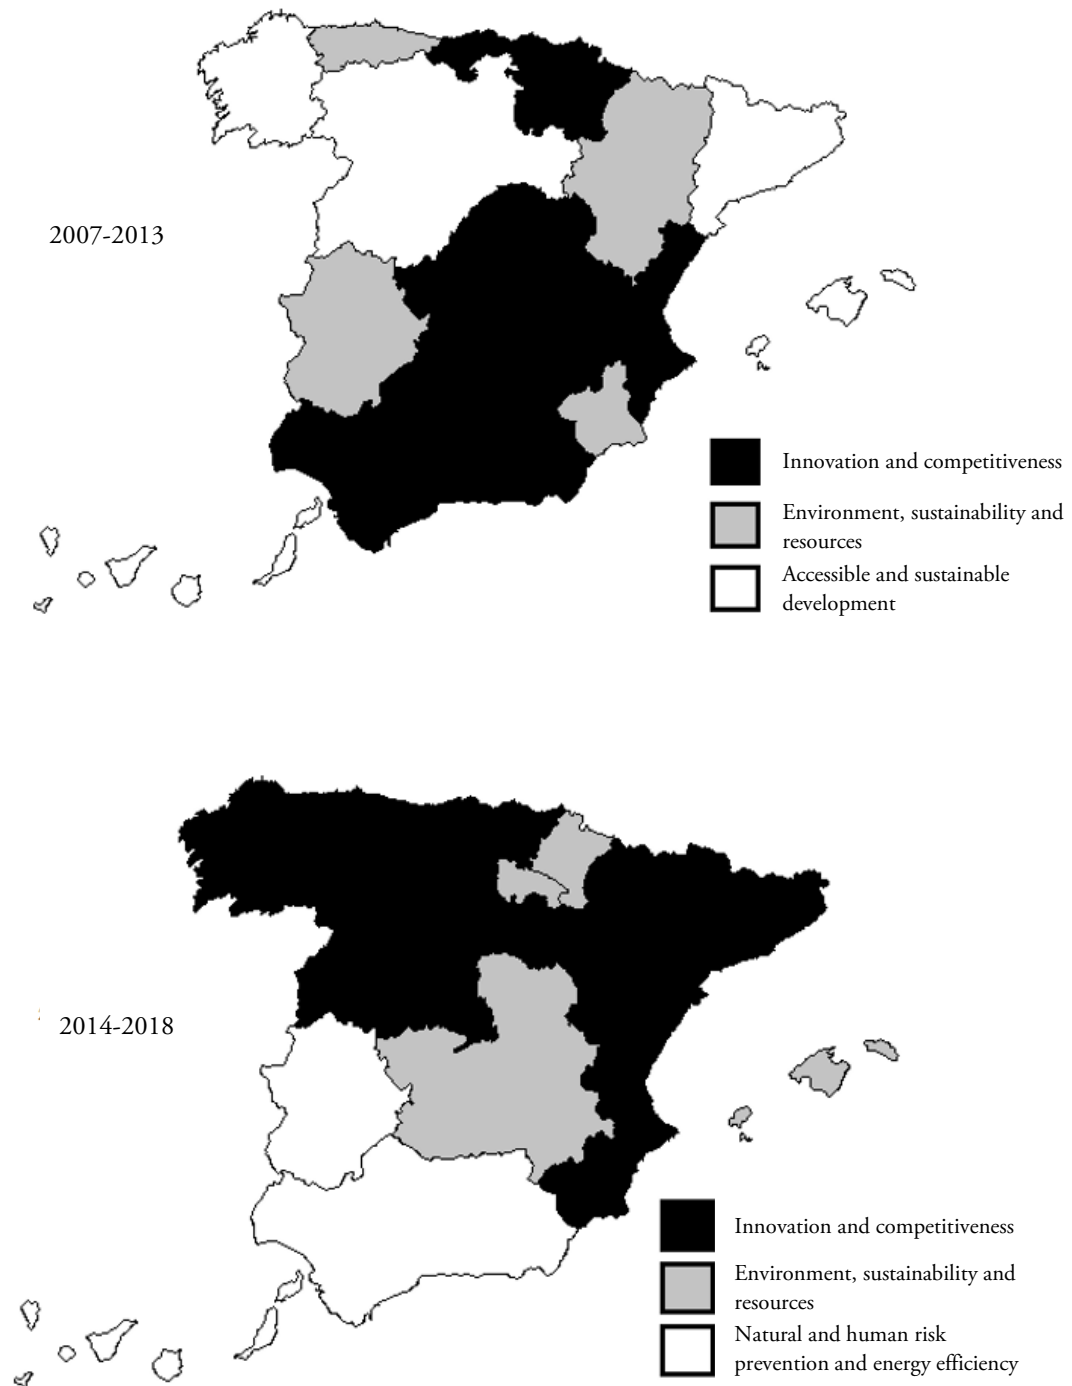 2007-2013
Innovation and competitiveness
Environment, sustainability and
resources
Accessible and sustainable
development
2014-2018
Innovation and competitiveness
Environment, sustainability and
resources
Natural and human risk
prevention and energy efficiency